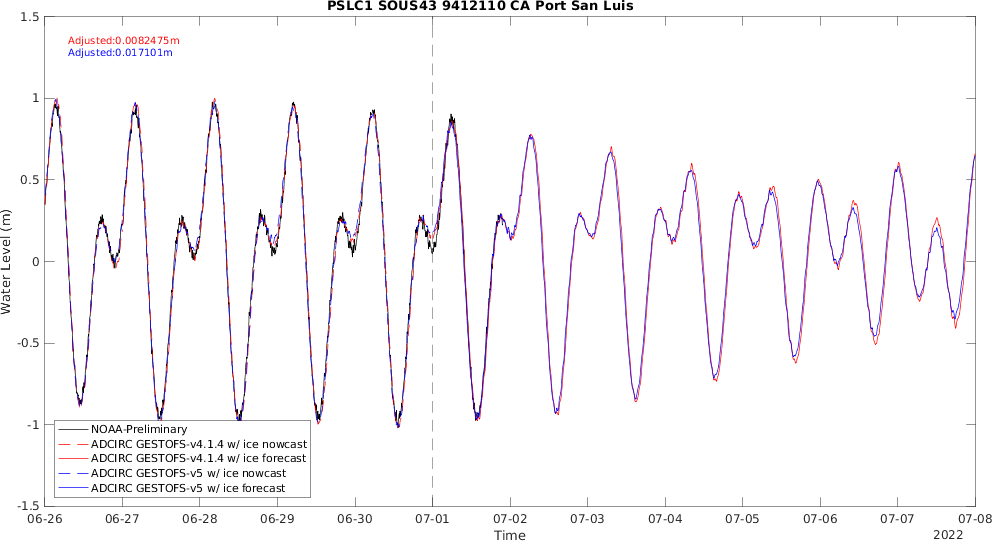 PSLC1 SOUS43 9412110 CA Port San Luis
Adjusted:0.0082475m
Adjusted:0.017101m
1.5
1
0.5
0
-0.5
-1
-1.5
Water Level (m)
NOAA-Preliminary
ADCIRC GESTOFS-v4.1.4 w/ ice nowcast
ADCIRC GESTOFS-v4.1.4 w/ ice forecast
ADCIRC GESTOFS-v5 w/ ice nowcast
ADCIRC GESTOFS-v5 w/ ice forecast
06-26 06-27 06-28 06-29 06-30 07-01 07-02 07-03 07-04 07-05 07-06 07-07 07-08
Time
2022